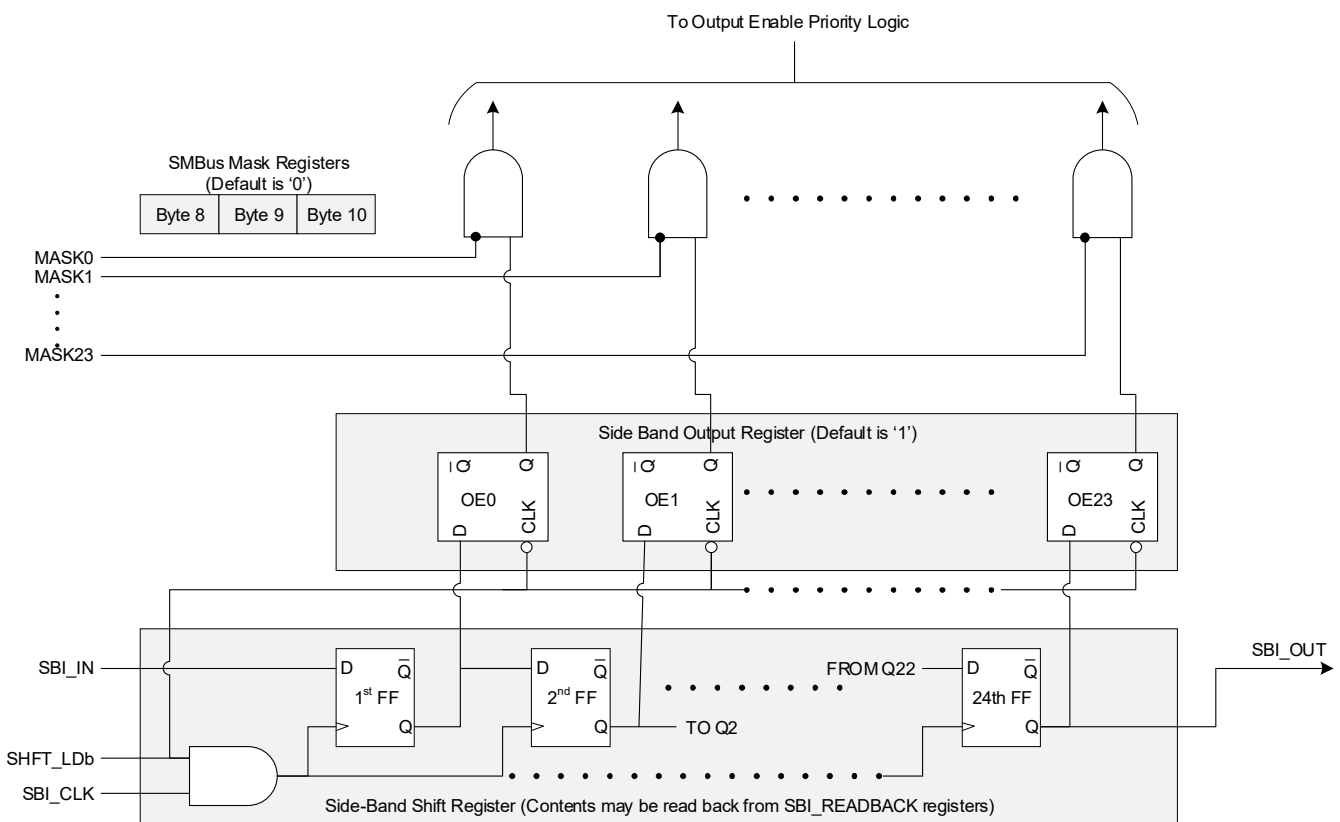 To Output Enable Priority Logic
SMBus Mask Registers
(Default is ‘0’)
Byte 8 Byte 9 Byte 10
MASK0
MASK1
MASK23
Side Band Output Register (Default is ‘1’)
Q̅ Q
OE0
D CLK
Q̅ Q
OE1
D CLK
Q̅ Q
OE23
D CLK
SBI_IN
D Q̅
1st FF
Q
D Q̅
2nd FF
Q
TO Q2
FROM Q22
D Q̅
24th FF
Q
SBI_OUT
SHFT_LDb
SBI_CLK
Side-Band Shift Register (Contents may be read back from SBI_READBACK registers)